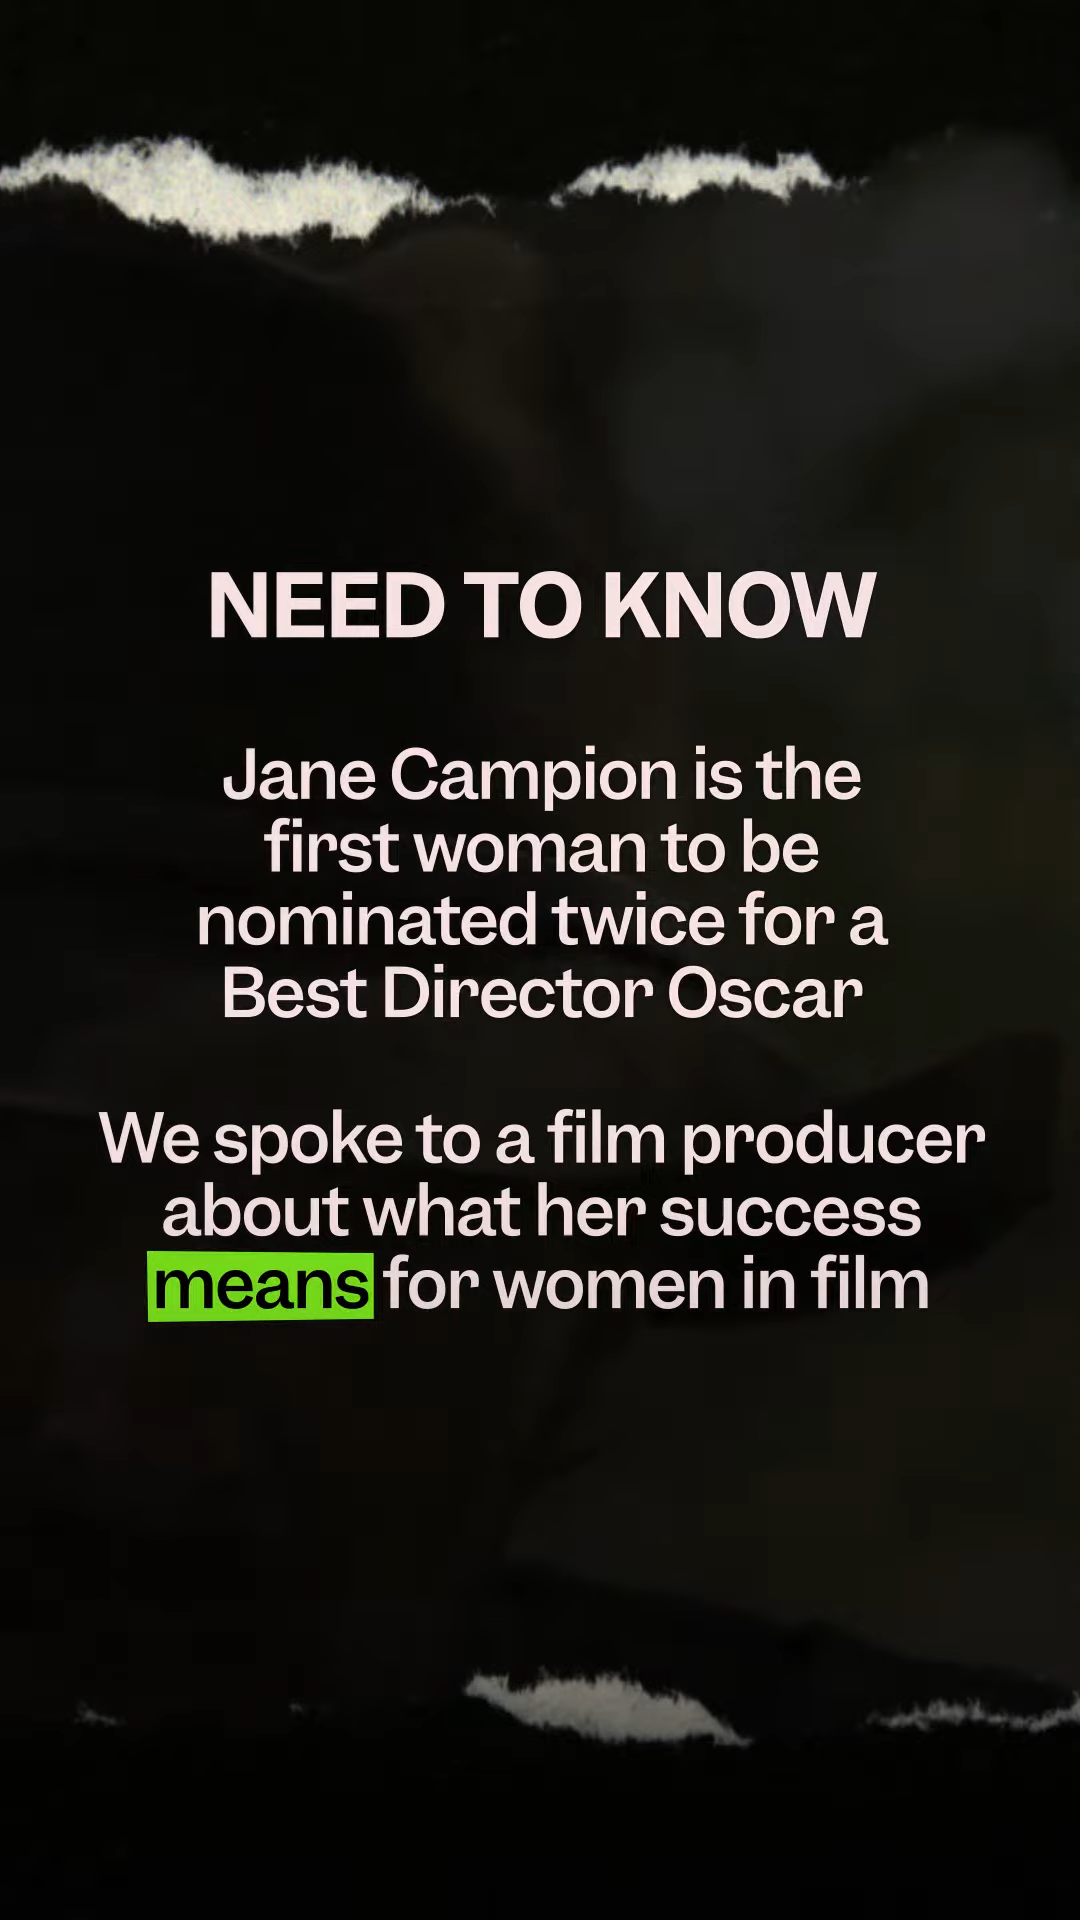 NEED TO KNOW
Jane Campion is the
first woman to be
nominated twice for a
Best Director Oscar
We spoke to a film producer
about what her success
means for women in film